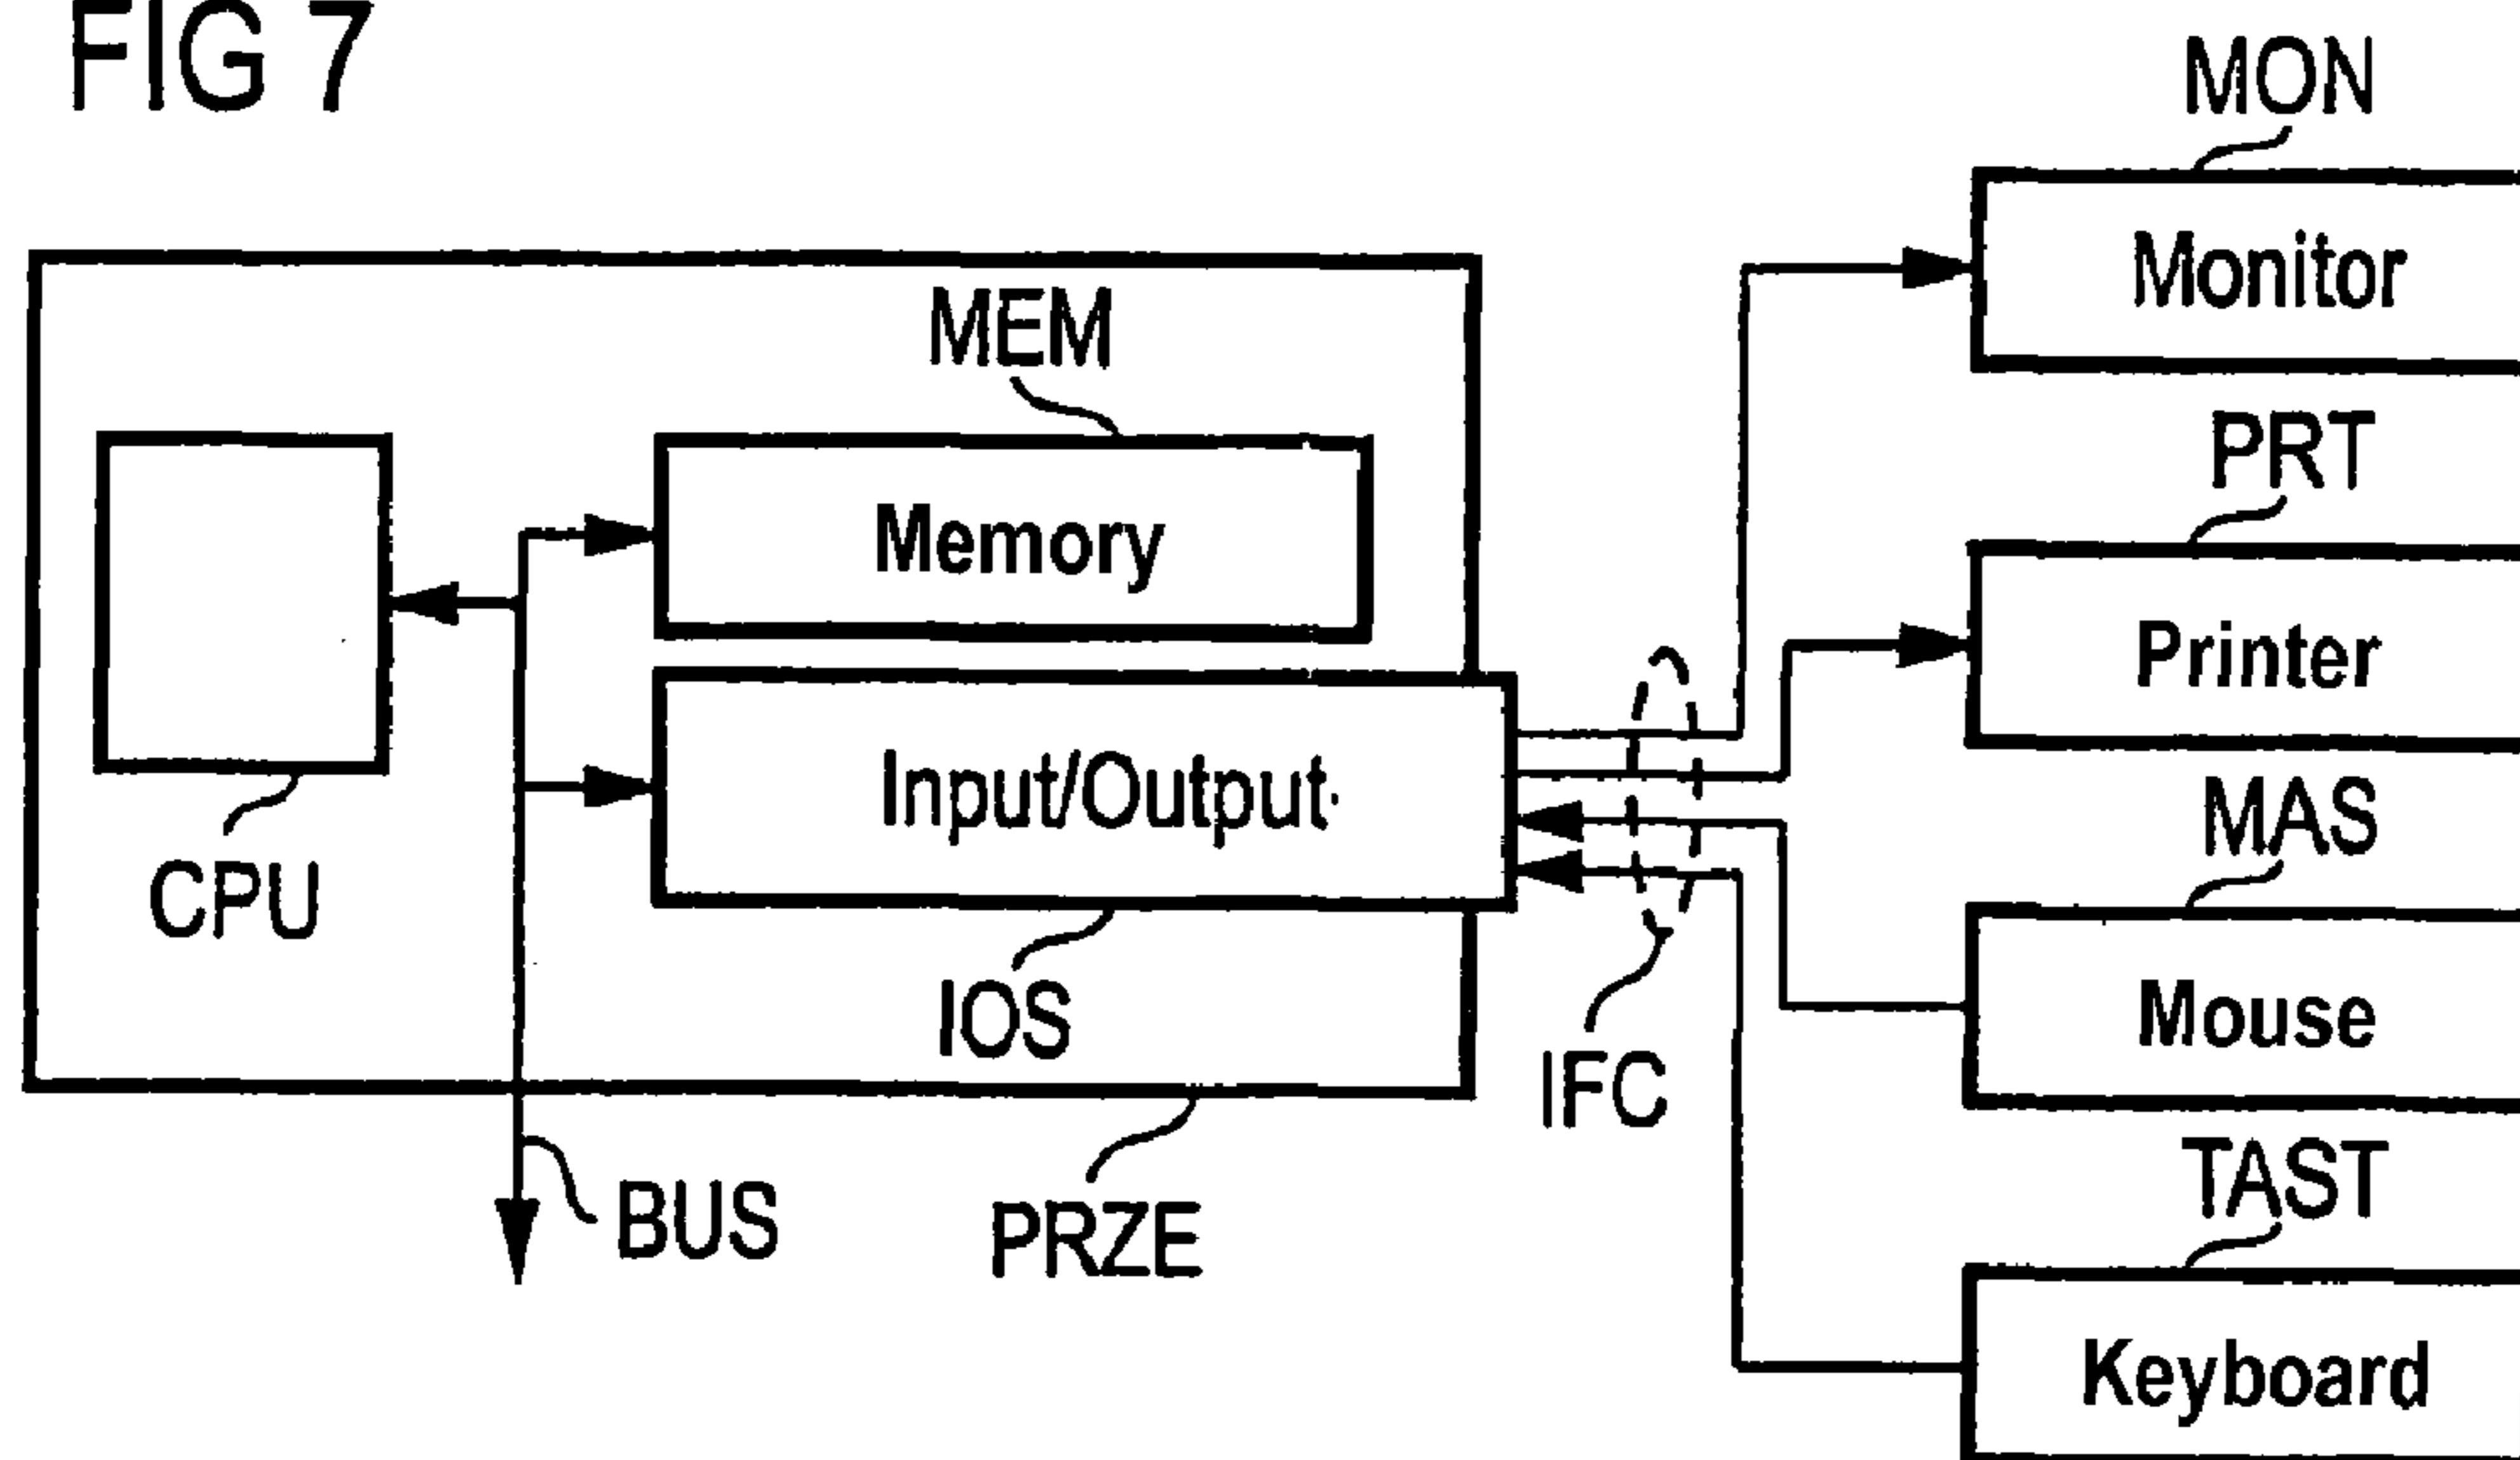 FIG 7
MON
Monitor
MEM
Memory
PRT
Printer
Input/Output
MAS
CPU
IOS
Mouse
IFC
BUS
PRZE
TAST
Keyboard